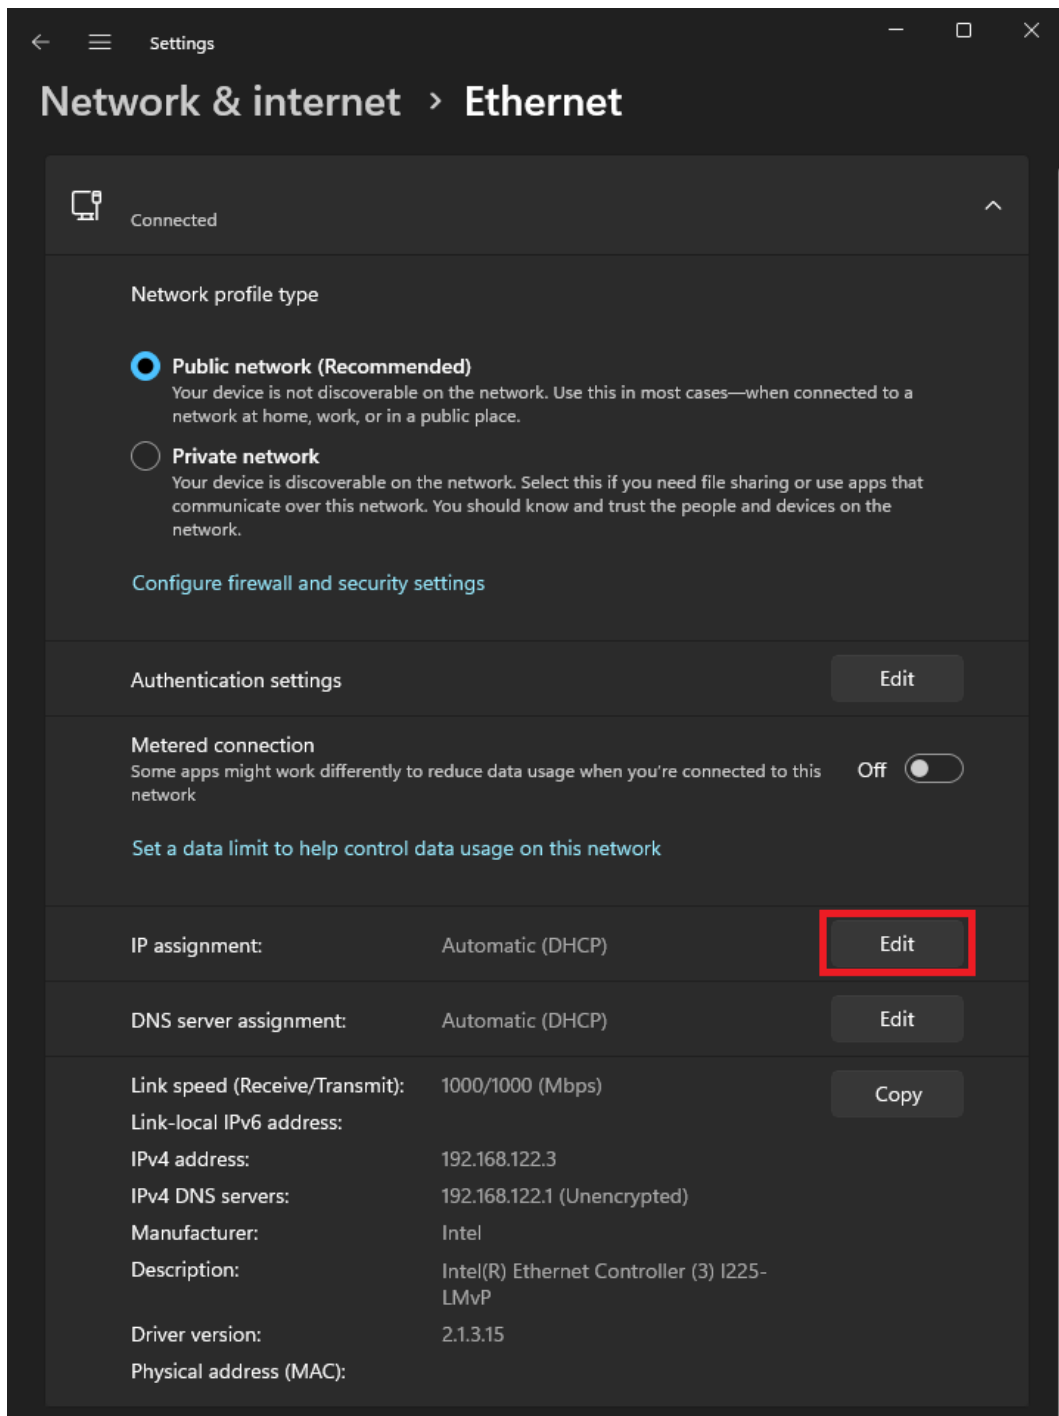 Settings
Network & internet > Ethernet
Connected
Network profile type
Public network (Recommended)
Your device is not discoverable on the network. Use this in most cases—when connected to a
network at home, work, or in a public place.
Private network
Your device is discoverable on the network. Select this if you need file sharing or use apps that
communicate over this network. You should know and trust the people and devices on the
network.
Configure firewall and security settings
Authentication settings Edit
Metered connection
Some apps might work differently to reduce data usage when you're connected to this
network
Off
Set a data limit to help control data usage on this network
IP assignment: Automatic (DHCP) Edit
DNS server assignment: Automatic (DHCP) Edit
Link speed (Receive/Transmit): 1000/1000 (Mbps) Copy
Link-local IPv6 address:
IPv4 address: 192.168.122.3
IPv4 DNS servers: 192.168.122.1 (Unencrypted)
Manufacturer: Intel
Description: Intel(R) Ethernet Controller (3) I225-
LMvP
Driver version: 2.1.3.15
Physical address (MAC):